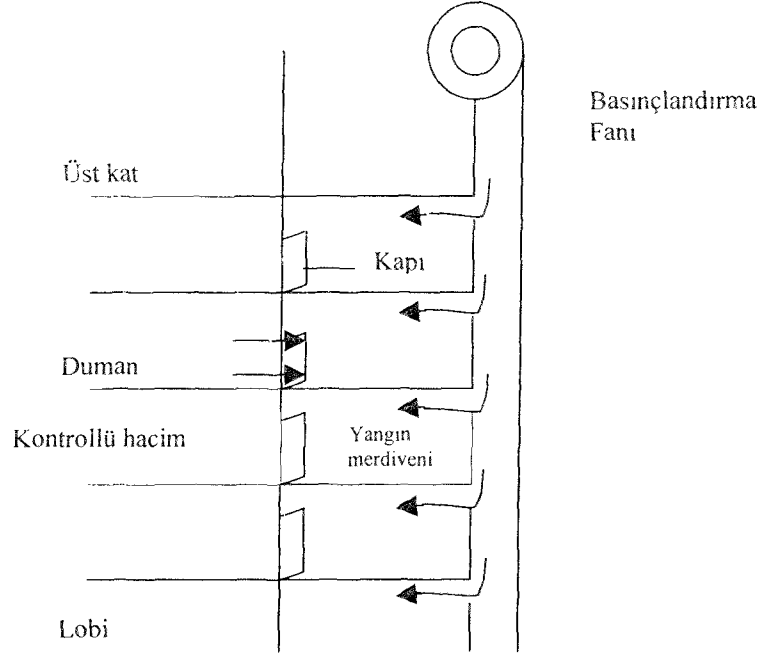 Basınçlandırma
Fanı
Üst kat
Kapı
Duman
Kontrollü hacim
Yangın
merdiveni
Lobi